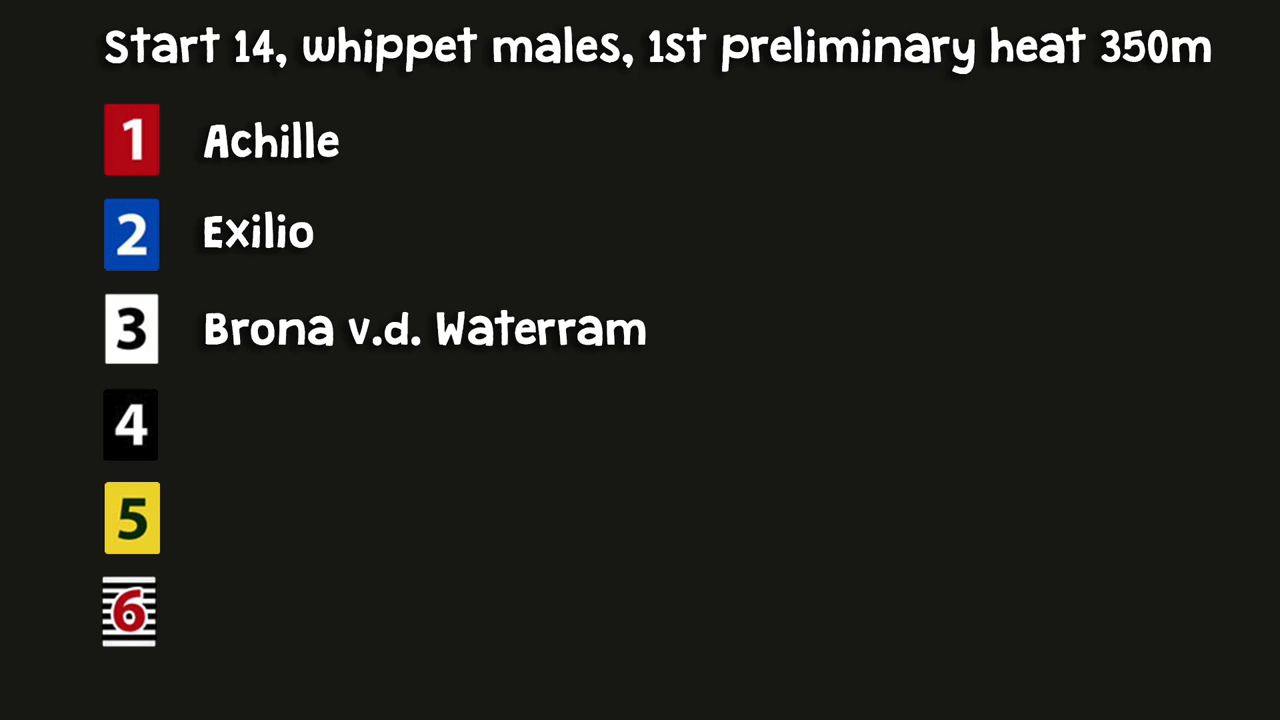 Start 14, whippet males, 1st preliminary heat 350m
1 Achille
2 Exilio
3 Brona v.d. Waterram
4
5
6